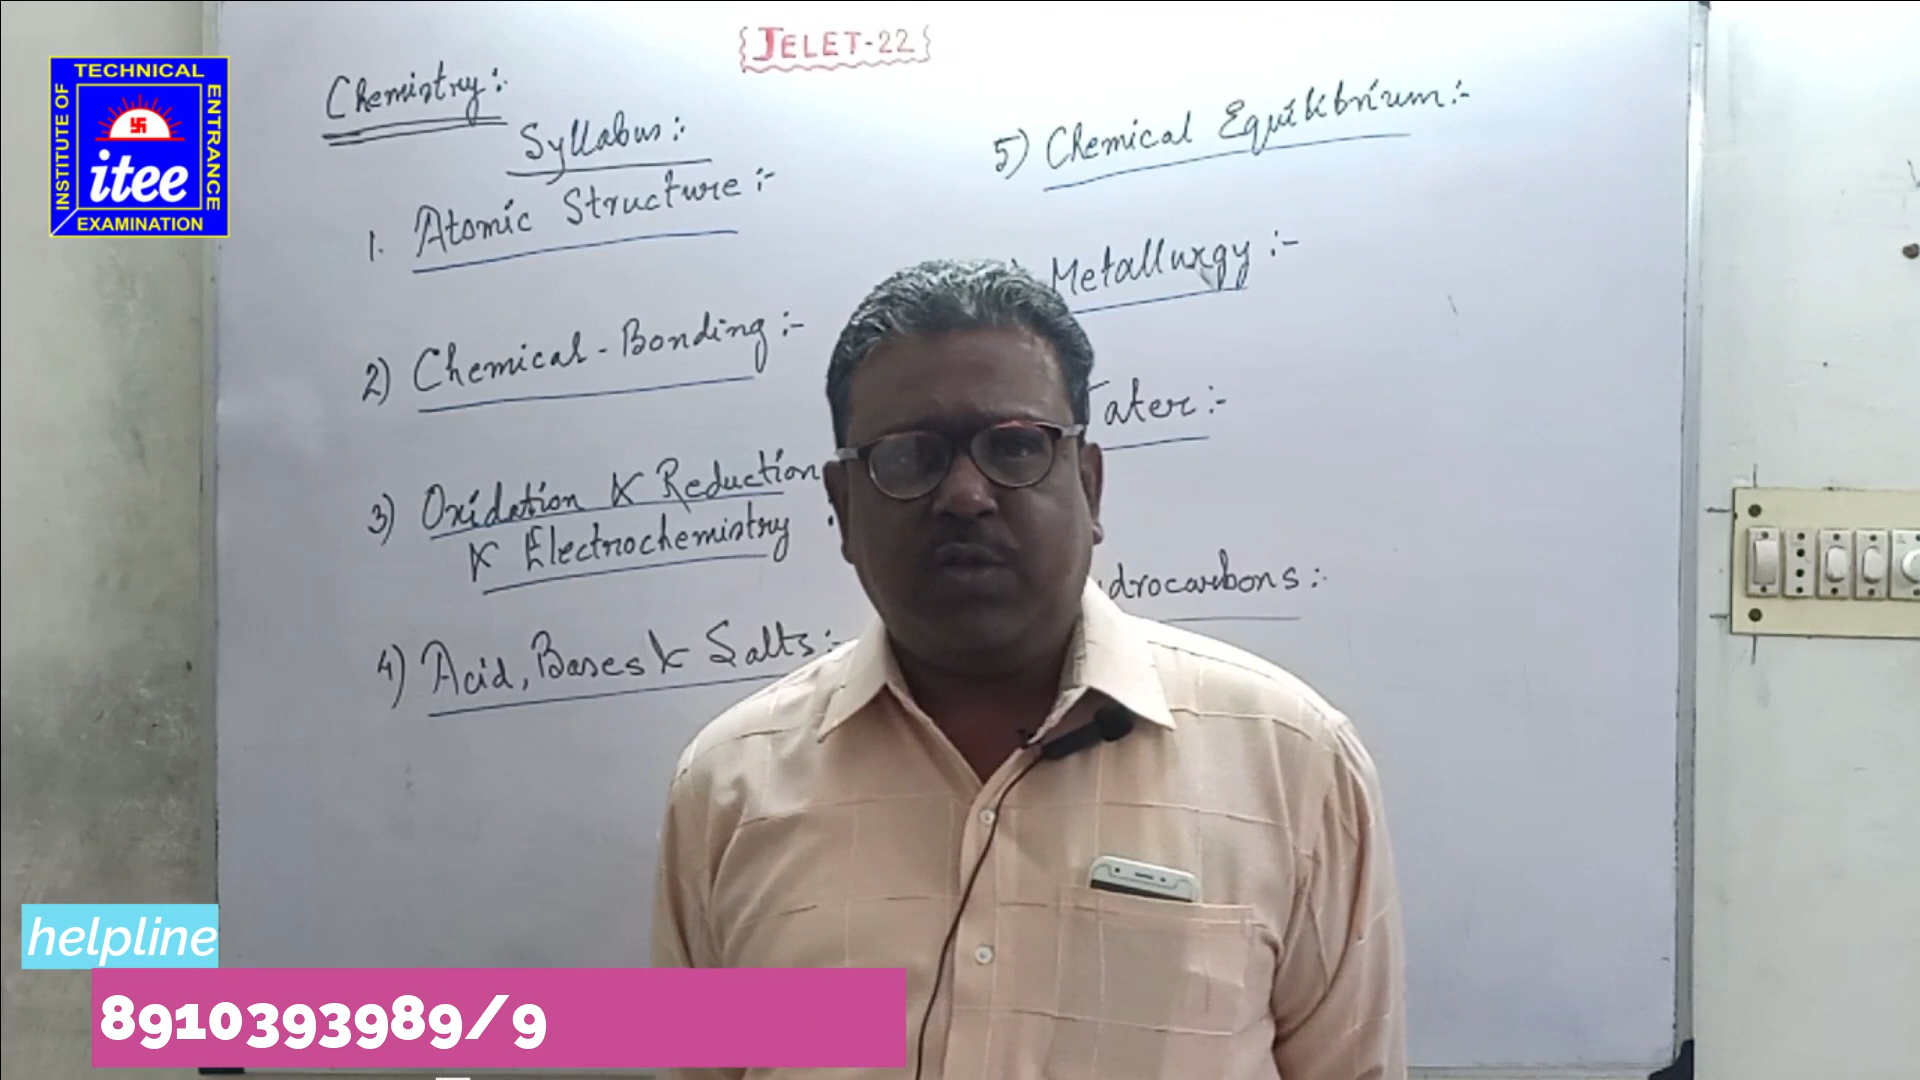 {JELET-22}
TECHNICAL
INSTITUTE OF
ENTRANCE
itee
EXAMINATION
Chemistry:
Syllabus:
1. Atomic Structure :-
2) Chemical-Bonding :-
3) Oxidation & Reduction
& Electrochemistry :
4) Acid, Bases & Salts :-
5) Chemical Equilibrium:-
Metallurgy :-
ater :-
drocarbons :-
helpline
8910393989/9